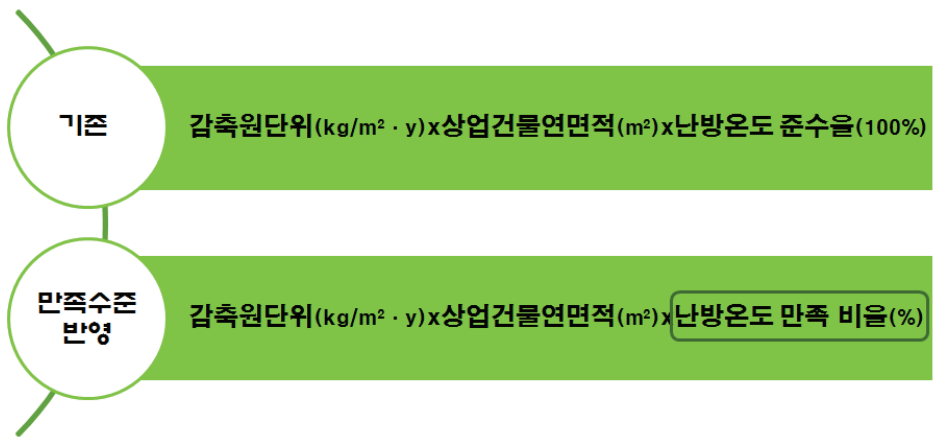 기존
감축원단위(kg/m² · y)x상업건물연면적(m²)x난방온도 준수율(100%)
만족수준
반영
감축원단위(kg/m² · y)x상업건물연면적(m²)x난방온도 만족 비율(%)